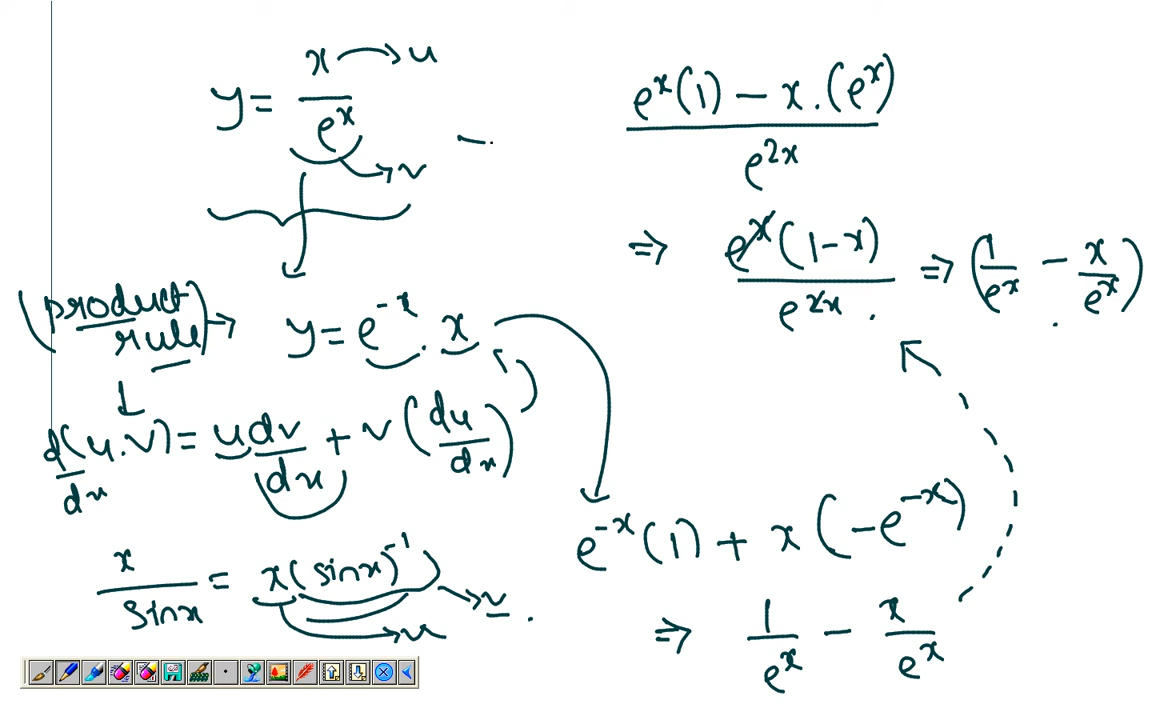 y = x/e^x
x → u
→ v
(product rule) → y = e^-x . x
d/dx (u.v) = u dv/dx + v (du/dx)
x/sinx = x(sinx)^-1 → v .
→ u
e^x(1) - x.(e^x) / e^2x
⇒ e^x(1-x) / e^2x . ⇒ (1/e^x - x/e^x)
e^-x(1) + x(-e^-x)
⇒ 1/e^x - x/e^x